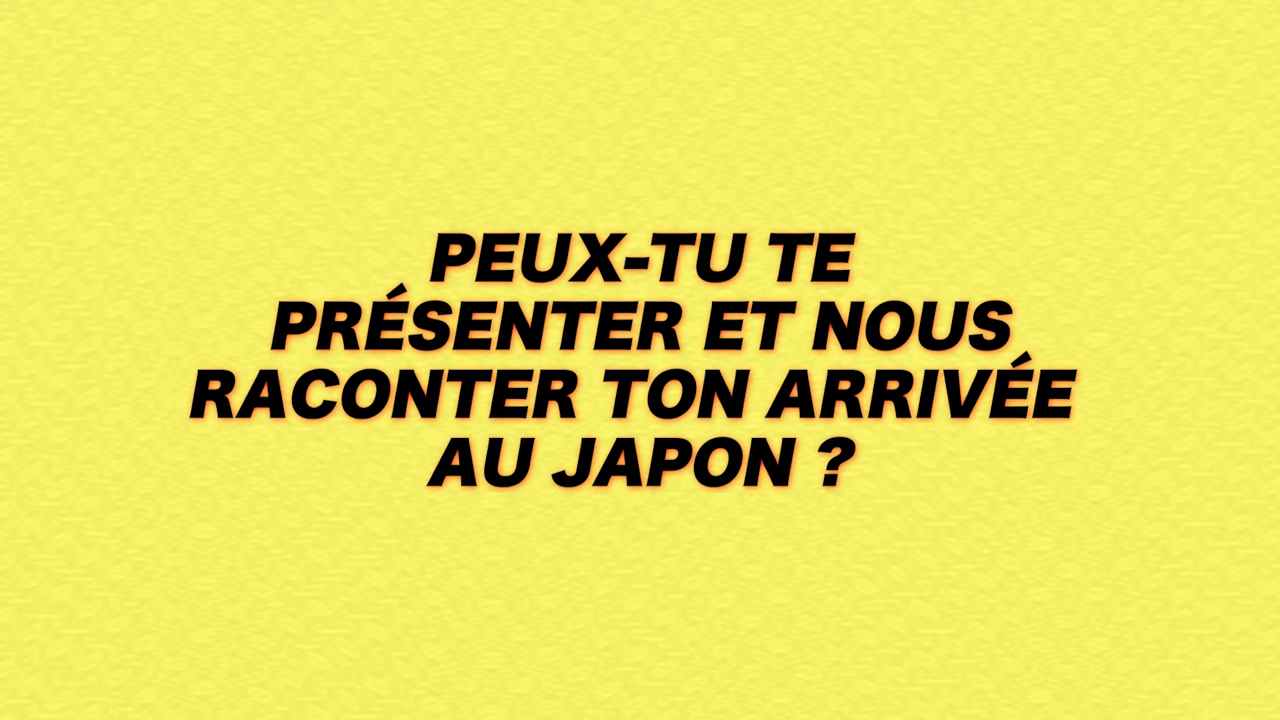 PEUX-TU TE
PRÉSENTER ET NOUS
RACONTER TON ARRIVÉE
AU JAPON ?